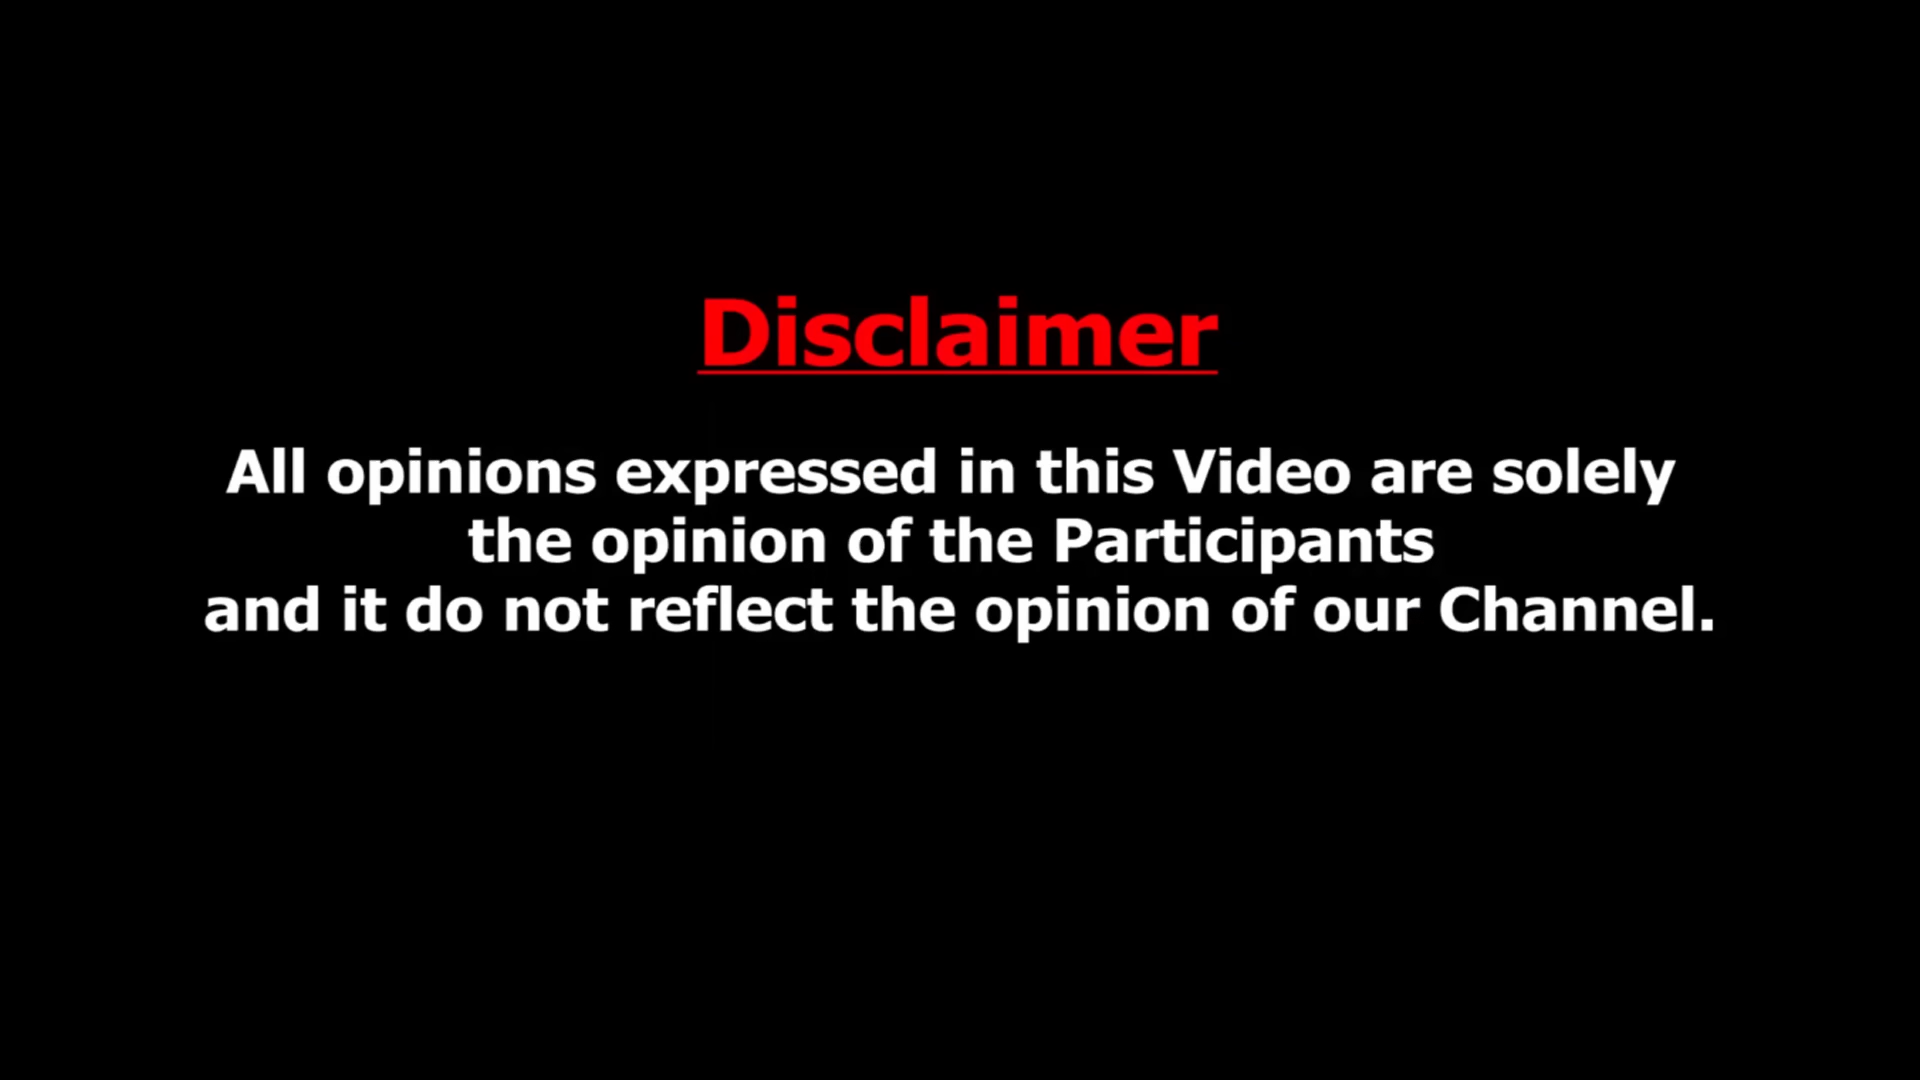 Disclaimer
All opinions expressed in this Video are solely
the opinion of the Participants
and it do not reflect the opinion of our Channel.